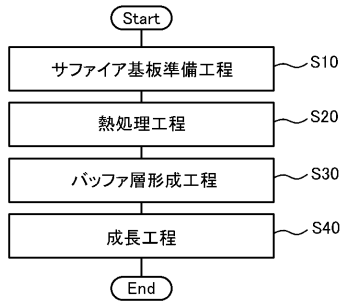 Start
サファイア基板準備工程 S10
熱処理工程 S20
バッファ層形成工程 S30
成長工程 S40
End